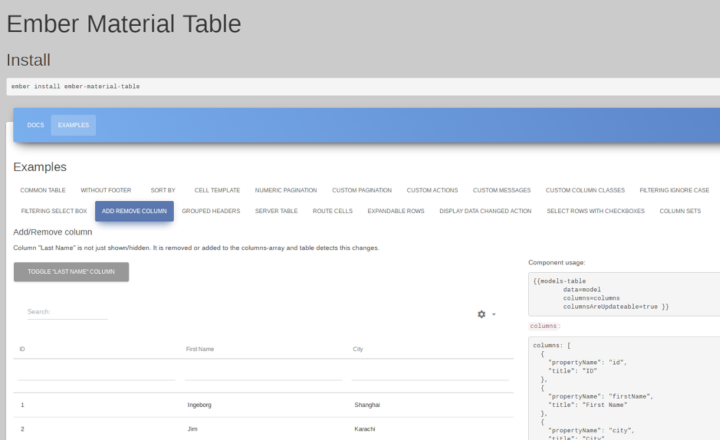 Ember Material Table
Install
ember install ember-material-table
DOCS EXAMPLES
Examples
COMMON TABLE WITHOUT FOOTER SORT BY CELL TEMPLATE NUMERIC PAGINATION CUSTOM PAGINATION CUSTOM ACTIONS CUSTOM MESSAGES CUSTOM COLUMN CLASSES FILTERING IGNORE CASE
FILTERING SELECT BOX ADD REMOVE COLUMN GROUPED HEADERS SERVER TABLE ROUTE CELLS EXPANDABLE ROWS DISPLAY DATA CHANGED ACTION SELECT ROWS WITH CHECKBOXES COLUMN SETS
Add/Remove column
Column "Last Name" is not just shown/hidden. It is removed or added to the columns-array and table detects this changes.
TOGGLE "LAST NAME" COLUMN
Search:
ID First Name City
1 Ingeborg Shanghai
2 Jim Karachi
Component usage:
{{models-table
data=model
columns=columns
columnsAreUpdateable=true }}
columns:
columns: [
{
"propertyName": "id",
"title": "ID"
},
{
"propertyName": "firstName",
"title": "First Name"
},
{
"propertyName": "city",
"title": "City"